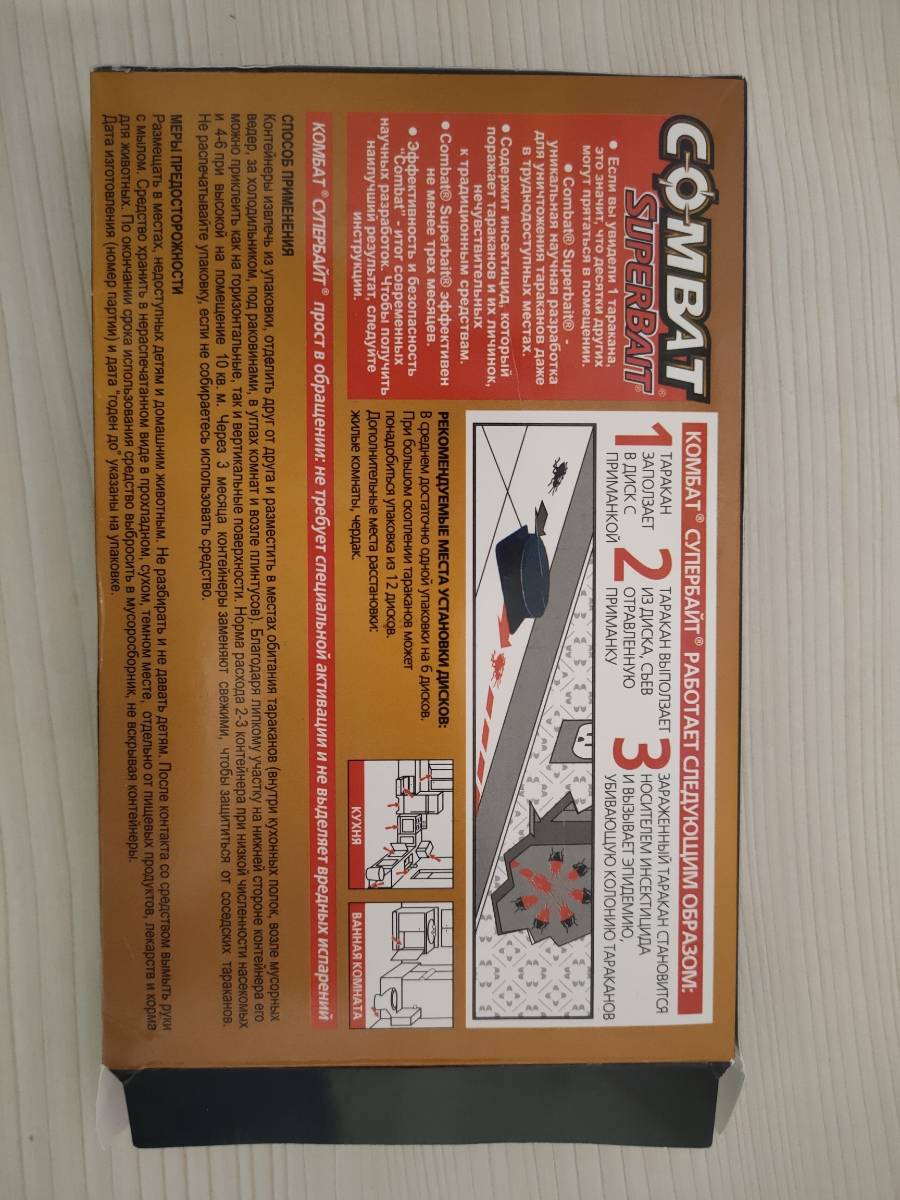 COMBAT
SUPERBAIT®
• Если вы увидели 1 таракана,
это значит, что десятки других
могут прятаться в помещении.
• Combat® Superbait® -
уникальная научная разработка
для уничтожения тараканов даже
в труднодоступных местах.
• Содержит инсектицид, который
поражает тараканов и их личинок,
нечувствительных
к традиционным средствам.
• Combat® Superbait® эффективен
не менее трех месяцев.
• Эффективность и безопасность
"Combat" - итог современных
научных разработок. Чтобы получить
наилучший результат, следуйте
инструкции.
КОМБАТ® СУПЕРБАЙТ® РАБОТАЕТ СЛЕДУЮЩИМ ОБРАЗОМ:
1 ТАРАКАН
ЗАПОЛЗАЕТ
В ДИСК С
ПРИМАНКОЙ
2 ТАРАКАН ВЫПОЛЗАЕТ
ИЗ ДИСКА, СЪЕВ
ОТРАВЛЕННУЮ
ПРИМАНКУ
3 ЗАРАЖЕННЫЙ ТАРАКАН СТАНОВИТСЯ
НОСИТЕЛЕМ ИНСЕКТИЦИДА
И ВЫЗЫВАЕТ ЭПИДЕМИЮ,
УБИВАЮЩУЮ КОЛОНИЮ ТАРАКАНОВ
РЕКОМЕНДУЕМЫЕ МЕСТА УСТАНОВКИ ДИСКОВ:
В среднем достаточно одной упаковки на 6 дисков.
При большом скоплении тараканов может
понадобиться упаковка из 12 дисков.
Дополнительные места расстановки:
жилые комнаты, чердак.
КУХНЯ
ВАННАЯ КОМНАТА
КОМБАТ® СУПЕРБАЙТ® прост в обращении: не требует специальной активации и не выделяет вредных испарений
СПОСОБ ПРИМЕНЕНИЯ
Контейнеры извлечь из упаковки, отделить друг от друга и разместить в местах обитания тараканов (внутри кухонных полок, возле мусорных
ведер, за холодильником, под раковинами, в углах комнат и возле плинтусов). Благодаря липкому участку на нижней стороне контейнера его
можно приклеить как на горизонтальные, так и вертикальные поверхности. Норма расхода 2-3 контейнера при низкой численности насекомых
и 4-6 при высокой на помещение 10 кв. м. Через 3 месяца контейнеры заменяют свежими, чтобы защититься от соседских тараканов.
Не распечатывайте упаковку, если не собираетесь использовать средство.
МЕРЫ ПРЕДОСТОРОЖНОСТИ
Размещать в местах, недоступных детям и домашним животным. Не разбирать и не давать детям. После контакта со средством вымыть руки
с мылом. Средство хранить в нераспечатанном виде в прохладном, сухом, темном месте, отдельно от пищевых продуктов, лекарств и корма
для животных. По окончании срока использования средство выбросить в мусоросборник, не вскрывая контейнеры.
Дата изготовления (номер партии) и дата "годен до" указаны на упаковке.